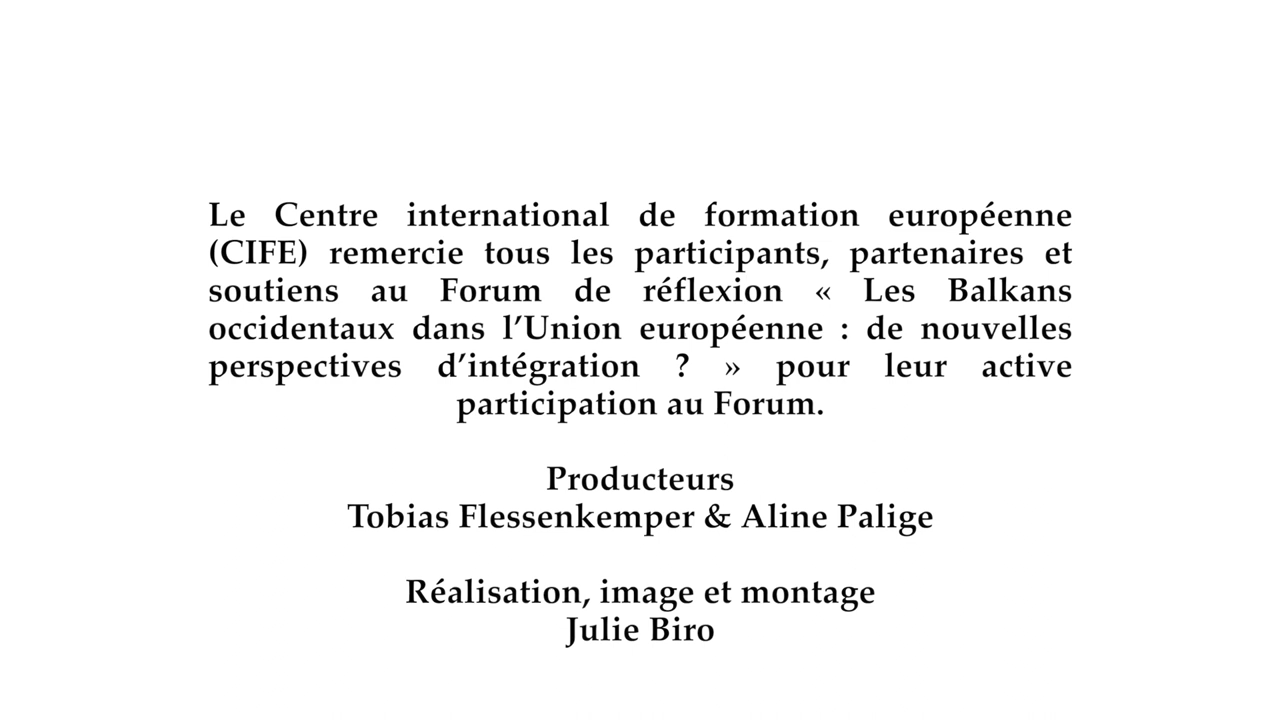 Le Centre international de formation européenne
(CIFE) remercie tous les participants, partenaires et
soutiens au Forum de réflexion « Les Balkans
occidentaux dans l’Union européenne : de nouvelles
perspectives d’intégration ? » pour leur active
participation au Forum.
Producteurs
Tobias Flessenkemper & Aline Palige
Réalisation, image et montage
Julie Biro